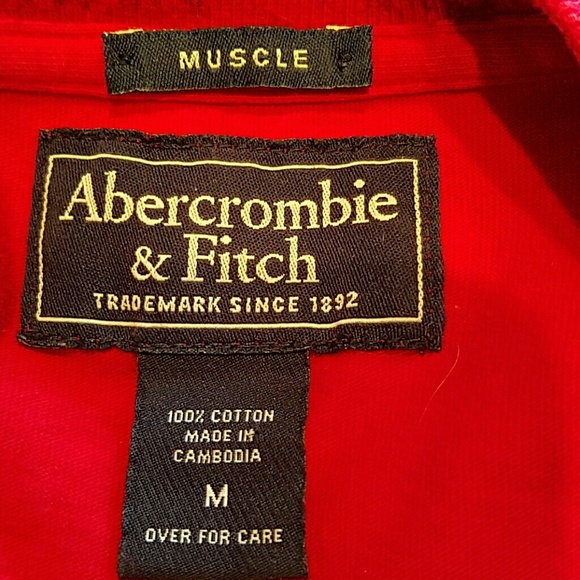 MUSCLE
Abercrombie
& Fitch
TRADEMARK SINCE 1892
100% COTTON
MADE IN
CAMBODIA
M
OVER FOR CARE